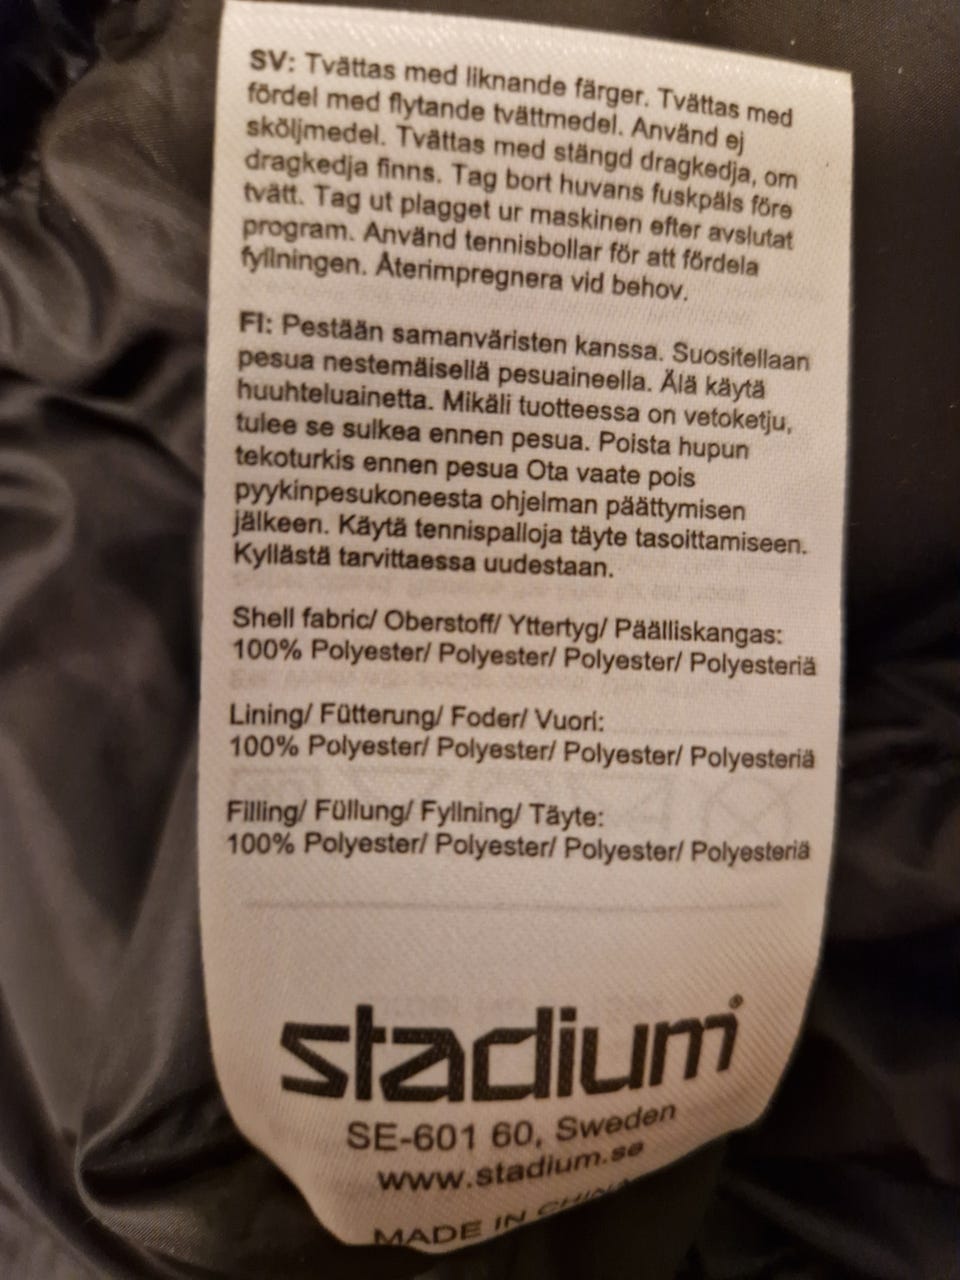 SV: Tvättas med liknande färger. Tvättas med
fördel med flytande tvättmedel. Använd ej
sköljmedel. Tvättas med stängd dragkedja, om
dragkedja finns. Tag bort huvans fuskpäls före
tvätt. Tag ut plagget ur maskinen efter avslutat
program. Använd tennisbollar för att fördela
fyllningen. Återimpregnera vid behov.
FI: Pestään samanväristen kanssa. Suositellaan
pesua nestemäisellä pesuaineella. Älä käytä
huuhteluainetta. Mikäli tuotteessa on vetoketju,
tulee se sulkea ennen pesua. Poista hupun
tekoturkis ennen pesua Ota vaate pois
pyykinpesukoneesta ohjelman päättymisen
jälkeen. Käytä tennispalloja täyte tasoittamiseen.
Kyllästä tarvittaessa uudestaan.
Shell fabric/ Oberstoff/ Yttertyg/ Päälliskangas:
100% Polyester/ Polyester/ Polyester/ Polyesteriä
Lining/ Fütterung/ Foder/ Vuori:
100% Polyester/ Polyester/ Polyester/ Polyesteriä
Filling/ Füllung/ Fyllning/ Täyte:
100% Polyester/ Polyester/ Polyester/ Polyesteriä
stadium®
SE-601 60, Sweden
www.stadium.se
MADE IN CHINA